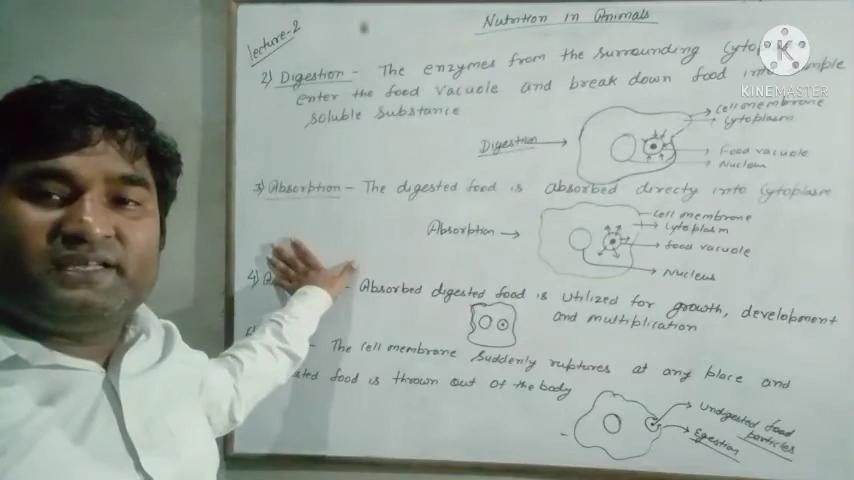 Nutrition in Animals
lecture-2
2) Digestion - The enzymes from the surrounding
enter the food vacuole and break down food into
soluble substance
Digestion
cell membrane
cytoplasm
Food vacuole
Nucleus
3) Absorption - The digested food is absorbed directy into cytoplasm
Absorption
cell membrane
cytoplasm
food vacuole
Nucleus
4) - Absorbed digested food is utilized for growth, development
and multiplication
- The cell membrane suddenly ruptures at any place and
food is thrown out of the body
Undigested food
particles
Egestion
KINEMASTER